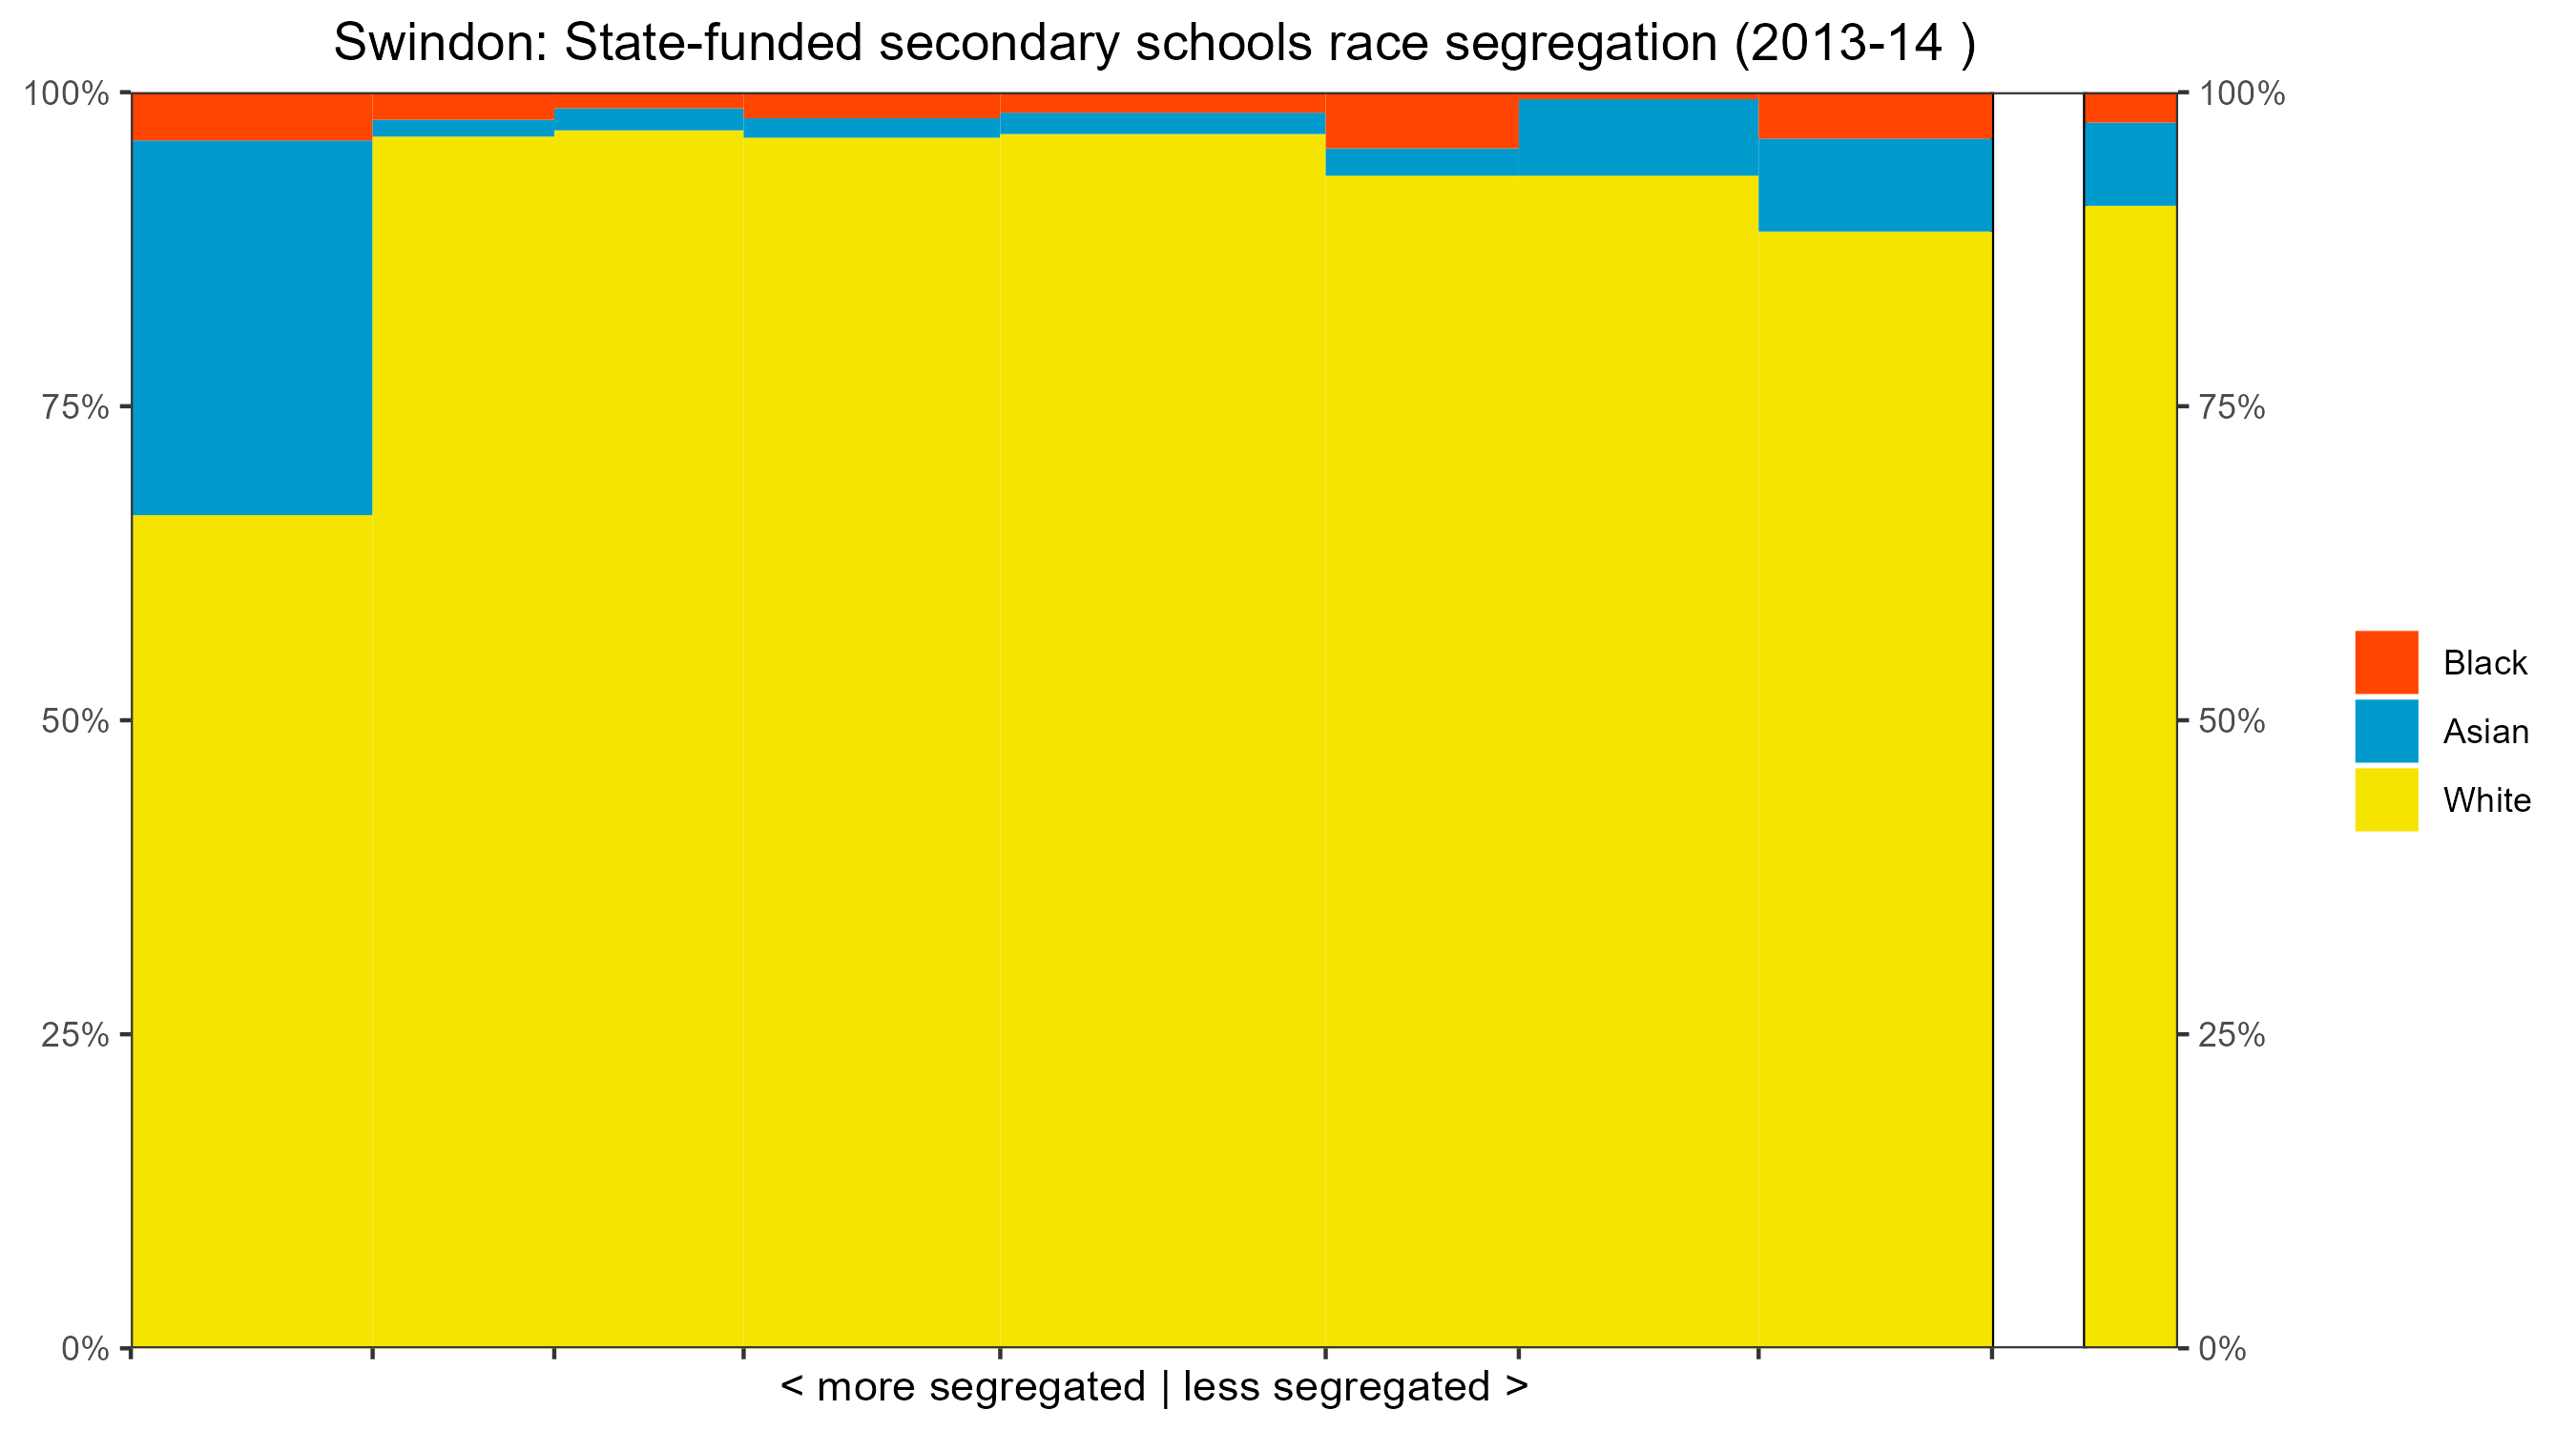 Swindon: State-funded secondary schools race segregation (2013-14 )
100%
75%
50%
25%
0%
100%
75%
50%
25%
0%
Black
Asian
White
< more segregated | less segregated >